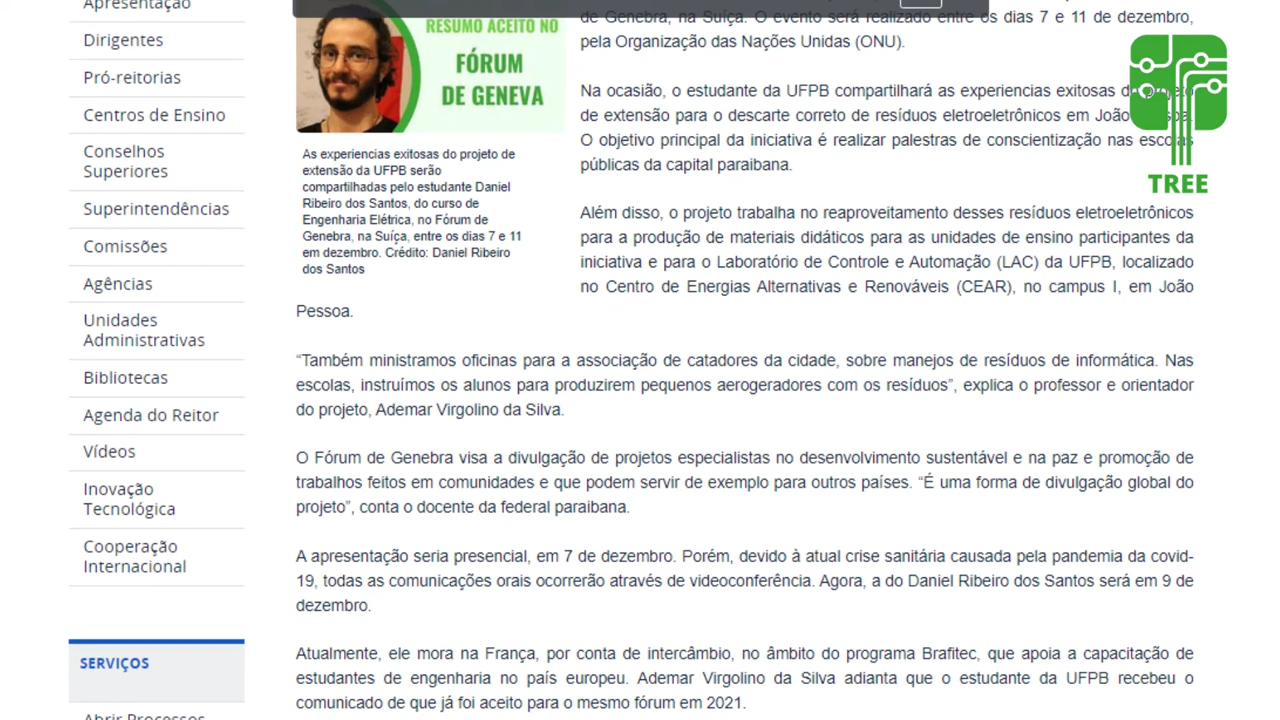 Apresentação
Dirigentes
Pró-reitorias
Centros de Ensino
Conselhos
Superiores
Superintendências
Comissões
Agências
Unidades
Administrativas
Bibliotecas
Agenda do Reitor
Vídeos
Inovação
Tecnológica
Cooperação
Internacional
SERVIÇOS
Abrir Processos
RESUMO ACEITO NO
FÓRUM
DE GENEVA
As experiencias exitosas do projeto de
extensão da UFPB serão
compartilhadas pelo estudante Daniel
Ribeiro dos Santos, do curso de
Engenharia Elétrica, no Fórum de
Genebra, na Suíça, entre os dias 7 e 11
em dezembro. Crédito: Daniel Ribeiro
dos Santos
de Genebra, na Suíça. O evento será realizado entre os dias 7 e 11 de dezembro,
pela Organização das Nações Unidas (ONU).
Na ocasião, o estudante da UFPB compartilhará as experiencias exitosas do projeto
de extensão para o descarte correto de resíduos eletroeletrônicos em João
O objetivo principal da iniciativa é realizar palestras de conscientização nas escolas
públicas da capital paraibana.
Além disso, o projeto trabalha no reaproveitamento desses resíduos eletroeletrônicos
para a produção de materiais didáticos para as unidades de ensino participantes da
iniciativa e para o Laboratório de Controle e Automação (LAC) da UFPB, localizado
no Centro de Energias Alternativas e Renováveis (CEAR), no campus I, em João
Pessoa.
“Também ministramos oficinas para a associação de catadores da cidade, sobre manejos de resíduos de informática. Nas
escolas, instruímos os alunos para produzirem pequenos aerogeradores com os resíduos”, explica o professor e orientador
do projeto, Ademar Virgolino da Silva.
O Fórum de Genebra visa a divulgação de projetos especialistas no desenvolvimento sustentável e na paz e promoção de
trabalhos feitos em comunidades e que podem servir de exemplo para outros países. “É uma forma de divulgação global do
projeto”, conta o docente da federal paraibana.
A apresentação seria presencial, em 7 de dezembro. Porém, devido à atual crise sanitária causada pela pandemia da covid-
19, todas as comunicações orais ocorrerão através de videoconferência. Agora, a do Daniel Ribeiro dos Santos será em 9 de
dezembro.
Atualmente, ele mora na França, por conta de intercâmbio, no âmbito do programa Brafitec, que apoia a capacitação de
estudantes de engenharia no país europeu. Ademar Virgolino da Silva adianta que o estudante da UFPB recebeu o
comunicado de que já foi aceito para o mesmo fórum em 2021.
TREE